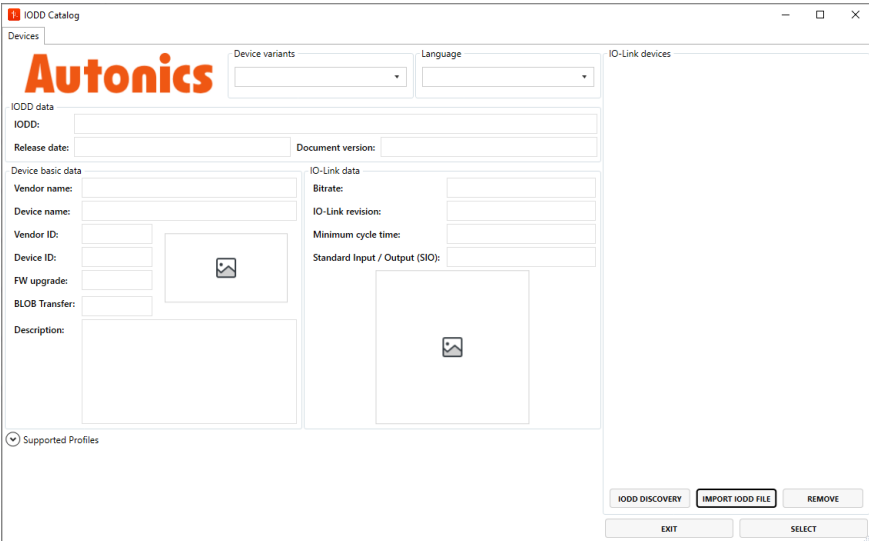 IODD Catalog
Devices
Autonics
Device variants
Language
IO-Link devices
IODD data
IODD:
Release date:
Document version:
Device basic data
IO-Link data
Vendor name:
Bitrate:
Device name:
IO-Link revision:
Vendor ID:
Minimum cycle time:
Device ID:
Standard Input / Output (SIO):
FW upgrade:
BLOB Transfer:
Description:
Supported Profiles
IODD DISCOVERY
IMPORT IODD FILE
REMOVE
EXIT
SELECT